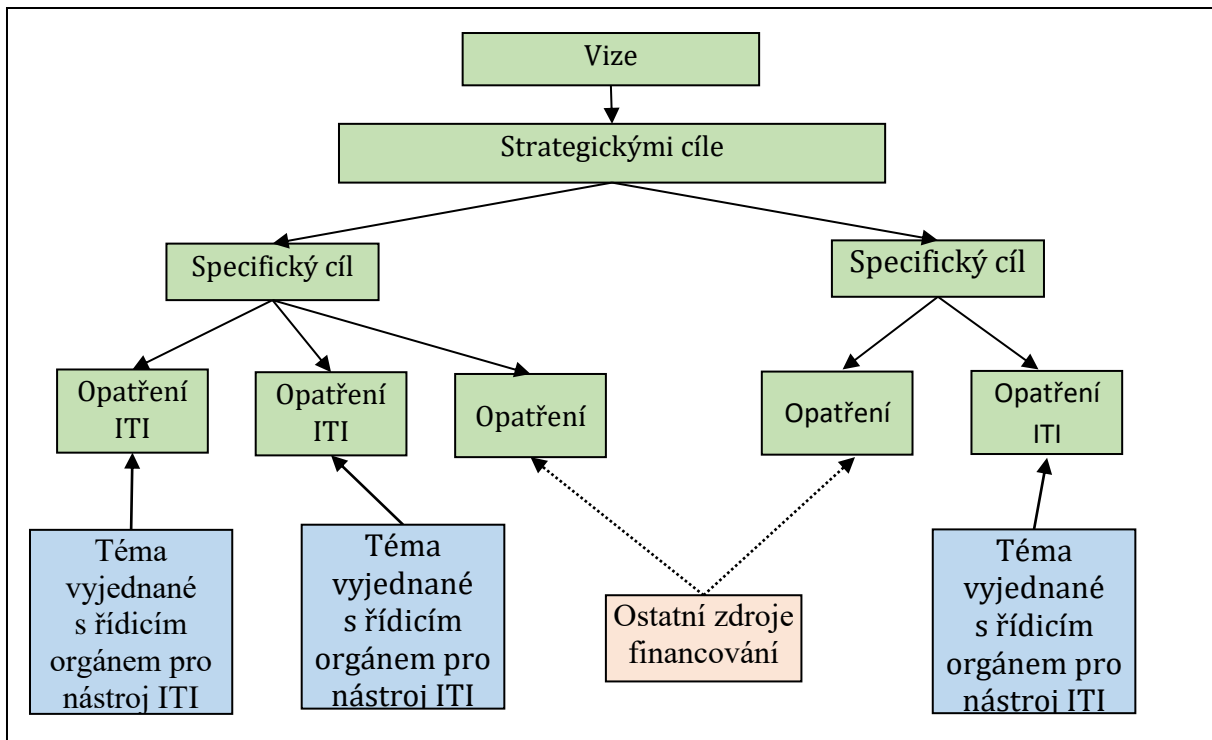 Vize
Strategickými cíle
Specifický cíl
Specifický cíl
Opatření
ITI
Opatření
ITI
Opatření
Opatření
Opatření
ITI
Téma
vyjednané
s řídicím
orgánem pro
nástroj ITI
Téma
vyjednané
s řídicím
orgánem pro
nástroj ITI
Ostatní zdroje
financování
Téma
vyjednané
s řídicím
orgánem pro
nástroj ITI